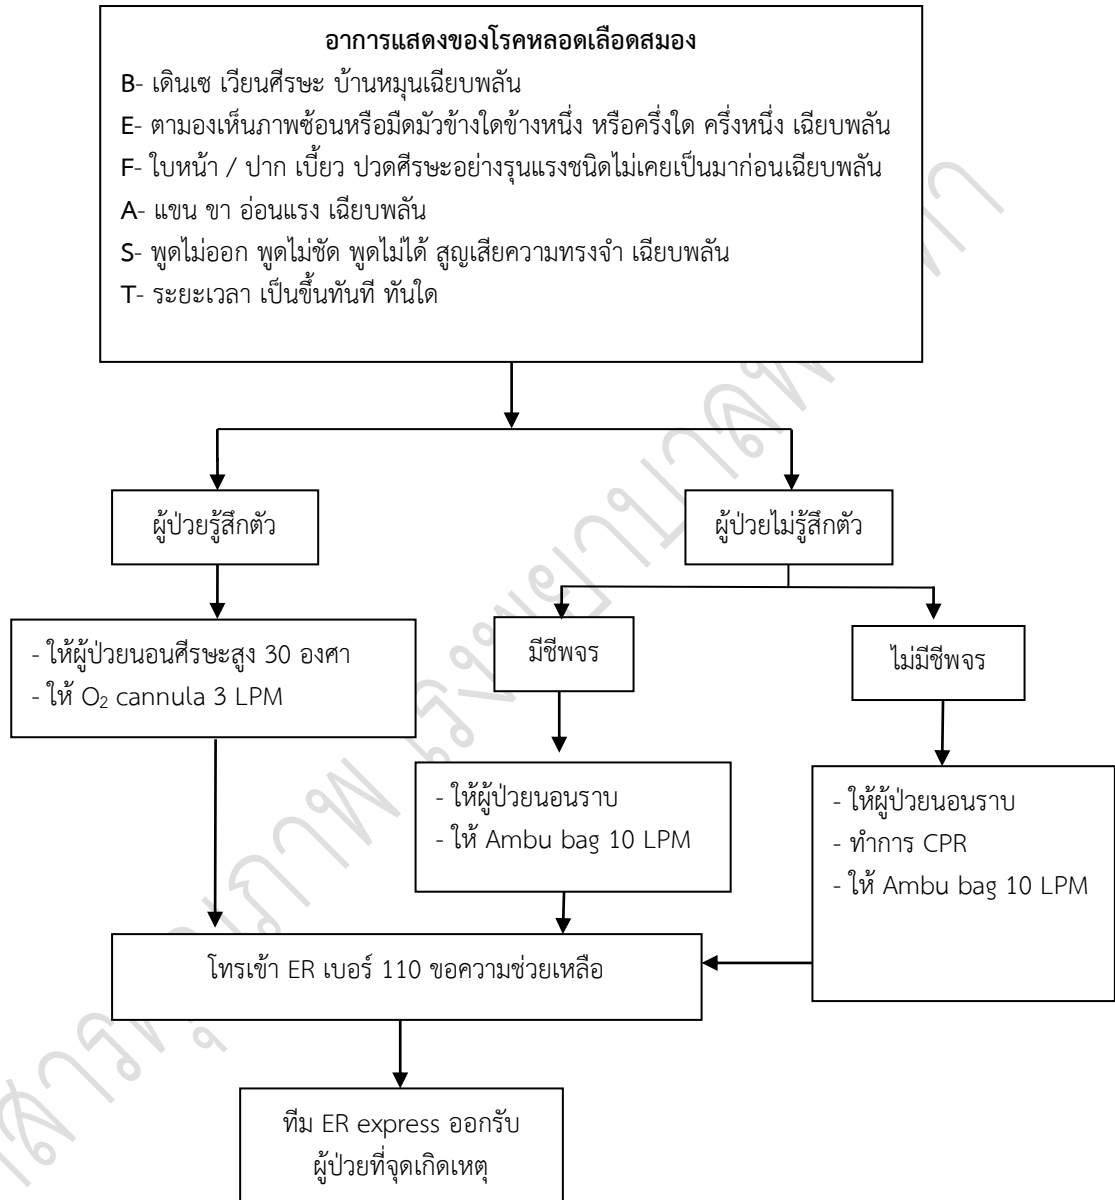 อาการแสดงของโรคหลอดเลือดสมอง
B- เดินเซ เวียนศีรษะ บ้านหมุนเฉียบพลัน
E- ตามองเห็นภาพซ้อนหรือมืดมัวข้างใดข้างหนึ่ง หรือครึ่งใด ครึ่งหนึ่ง เฉียบพลัน
F- ใบหน้า / ปาก เบี้ยว ปวดศีรษะอย่างรุนแรงชนิดไม่เคยเป็นมาก่อนเฉียบพลัน
A- แขน ขา อ่อนแรง เฉียบพลัน
S- พูดไม่ออก พูดไม่ชัด พูดไม่ได้ สูญเสียความทรงจำ เฉียบพลัน
T- ระยะเวลา เป็นขึ้นทันที ทันใด
ผู้ป่วยรู้สึกตัว
ผู้ป่วยไม่รู้สึกตัว
- ให้ผู้ป่วยนอนศีรษะสูง 30 องศา
- ให้ O₂ cannula 3 LPM
มีชีพจร
ไม่มีชีพจร
- ให้ผู้ป่วยนอนราบ
- ให้ Ambu bag 10 LPM
- ให้ผู้ป่วยนอนราบ
- ทำการ CPR
- ให้ Ambu bag 10 LPM
โทรเข้า ER เบอร์ 110 ขอความช่วยเหลือ
ทีม ER express ออกรับ
ผู้ป่วยที่จุดเกิดเหตุ